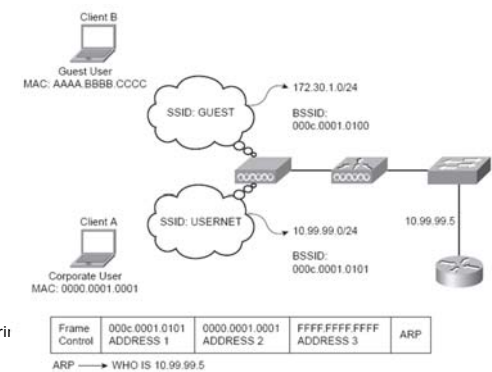 Client B
Guest User
MAC: AAAA.BBBB.CCCC
SSID: GUEST
172.30.1.0/24
BSSID:
000c.0001.0100
Client A
Corporate User
MAC: 0000.0001.0001
SSID: USERNET
10.99.99.0/24
BSSID:
000c.0001.0101
10.99.99.5
Frame Control
000c.0001.0101 ADDRESS 1
0000.0001.0001 ADDRESS 2
FFFF.FFFF.FFFF ADDRESS 3
ARP
ARP → WHO IS 10.99.99.5